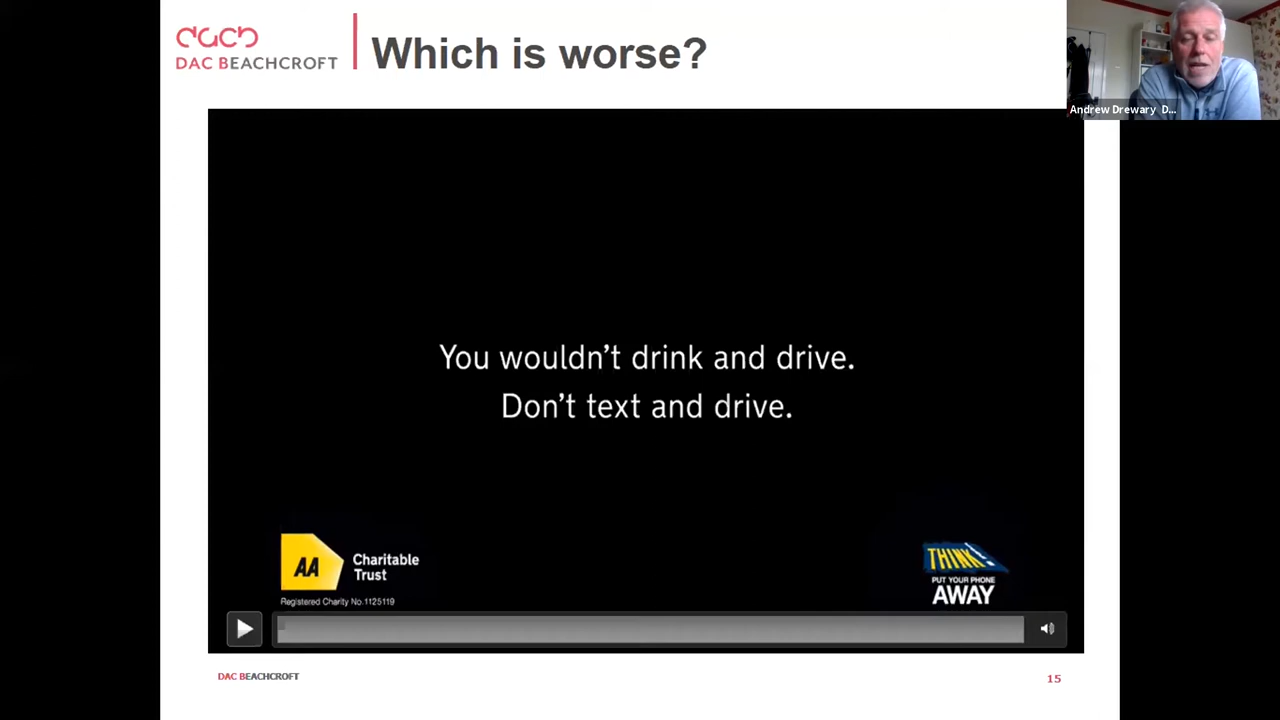 DAC BEACHCROFT
Which is worse?
Andrew Drewary D...
You wouldn't drink and drive.
Don't text and drive.
AA
Charitable
Trust
Registered Charity No.1125119
THINK!
PUT YOUR PHONE
AWAY
DAC BEACHCROFT
15